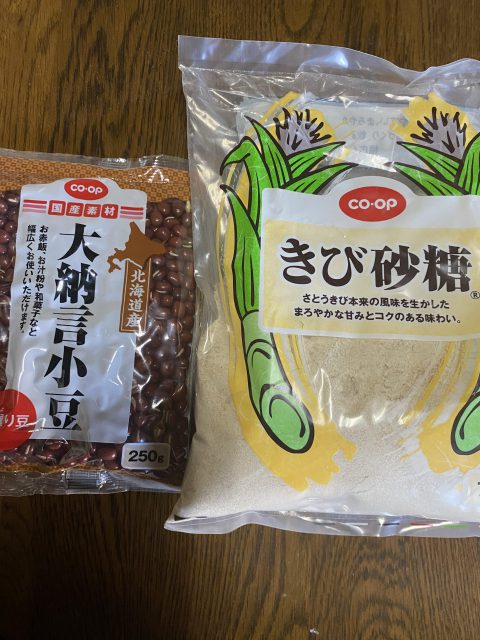 CO-OP
国産素材
大納言小豆
お赤飯、お汁粉や和菓子など
幅広くお使いいただけます。
北海道産
り豆
250g
CO-OP
きび砂糖®
さとうきび本来の風味を生かした
まろやかな甘みとコクのある味わい。